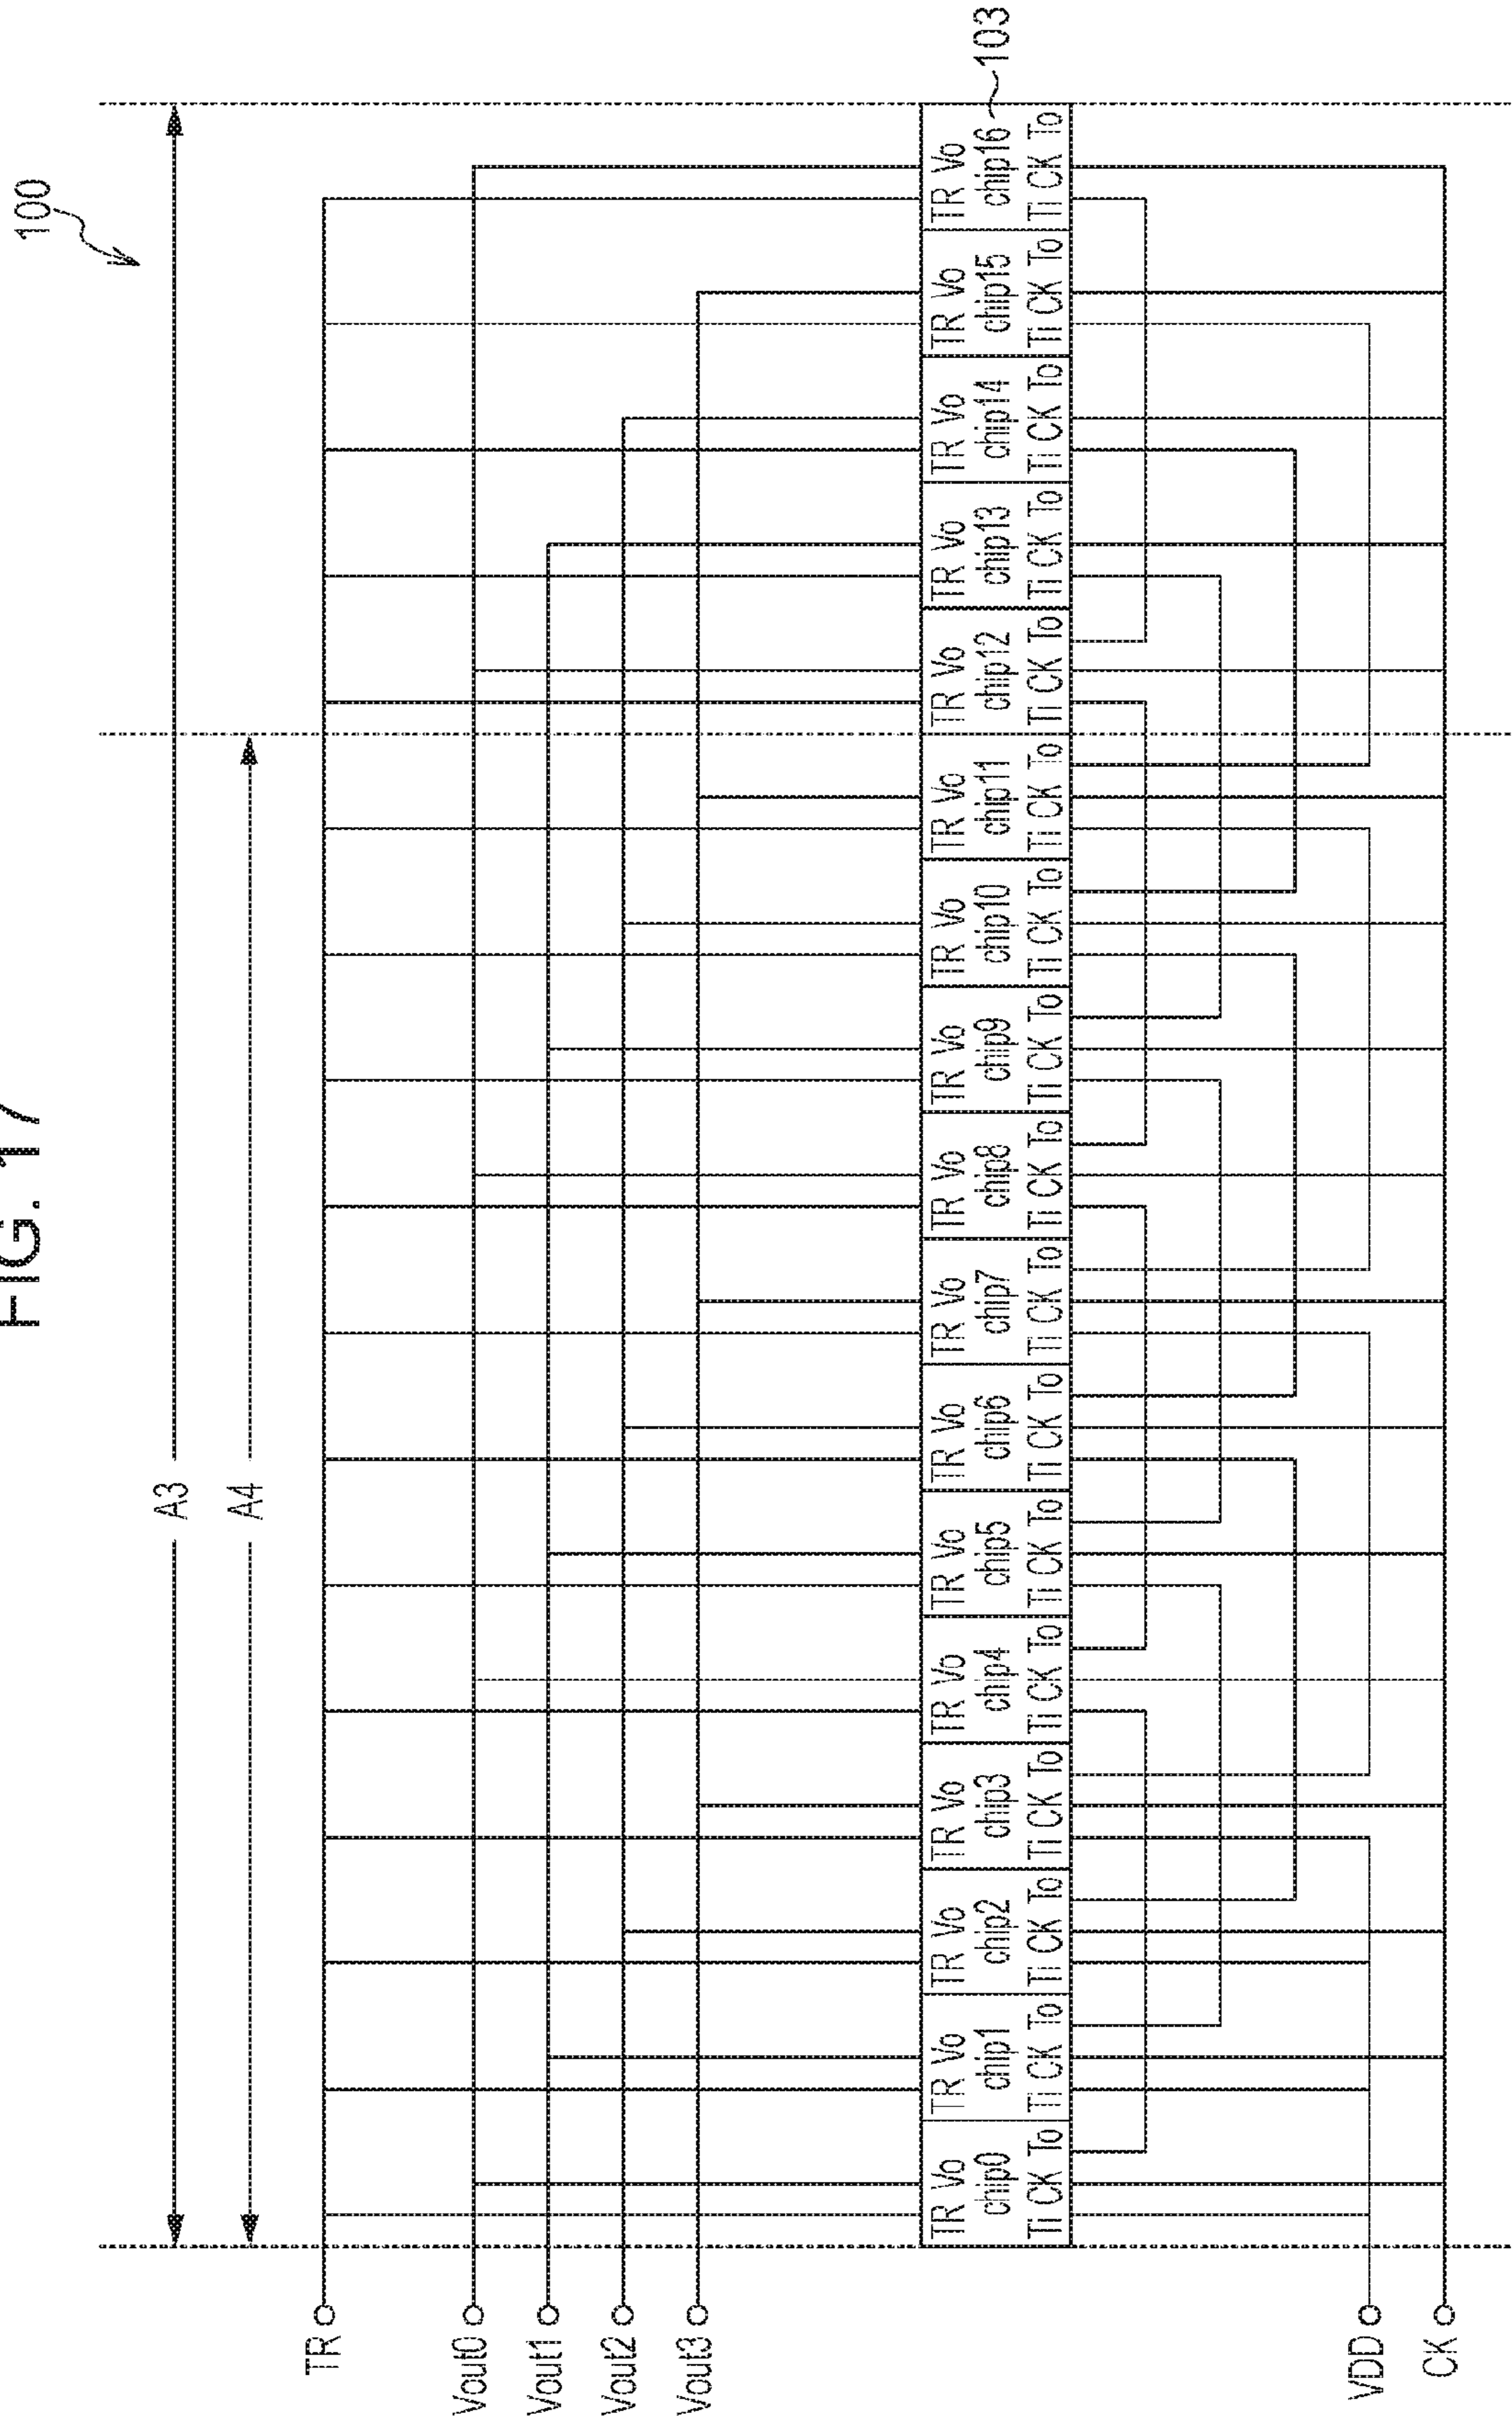 FIG. 17
100
A3
A4
TR
Vout0
Vout1
Vout2
Vout3
TR Vo
chip0
Ti CK To
TR Vo
chip1
Ti CK To
TR Vo
chip2
Ti CK To
TR Vo
chip3
Ti CK To
TR Vo
chip4
Ti CK To
TR Vo
chip5
Ti CK To
TR Vo
chip6
Ti CK To
TR Vo
chip7
Ti CK To
TR Vo
chip8
Ti CK To
TR Vo
chip9
Ti CK To
TR Vo
chip10
Ti CK To
TR Vo
chip11
Ti CK To
TR Vo
chip12
Ti CK To
TR Vo
chip13
Ti CK To
TR Vo
chip14
Ti CK To
TR Vo
chip15
Ti CK To
TR Vo
chip16
Ti CK To
103
VDD
CK